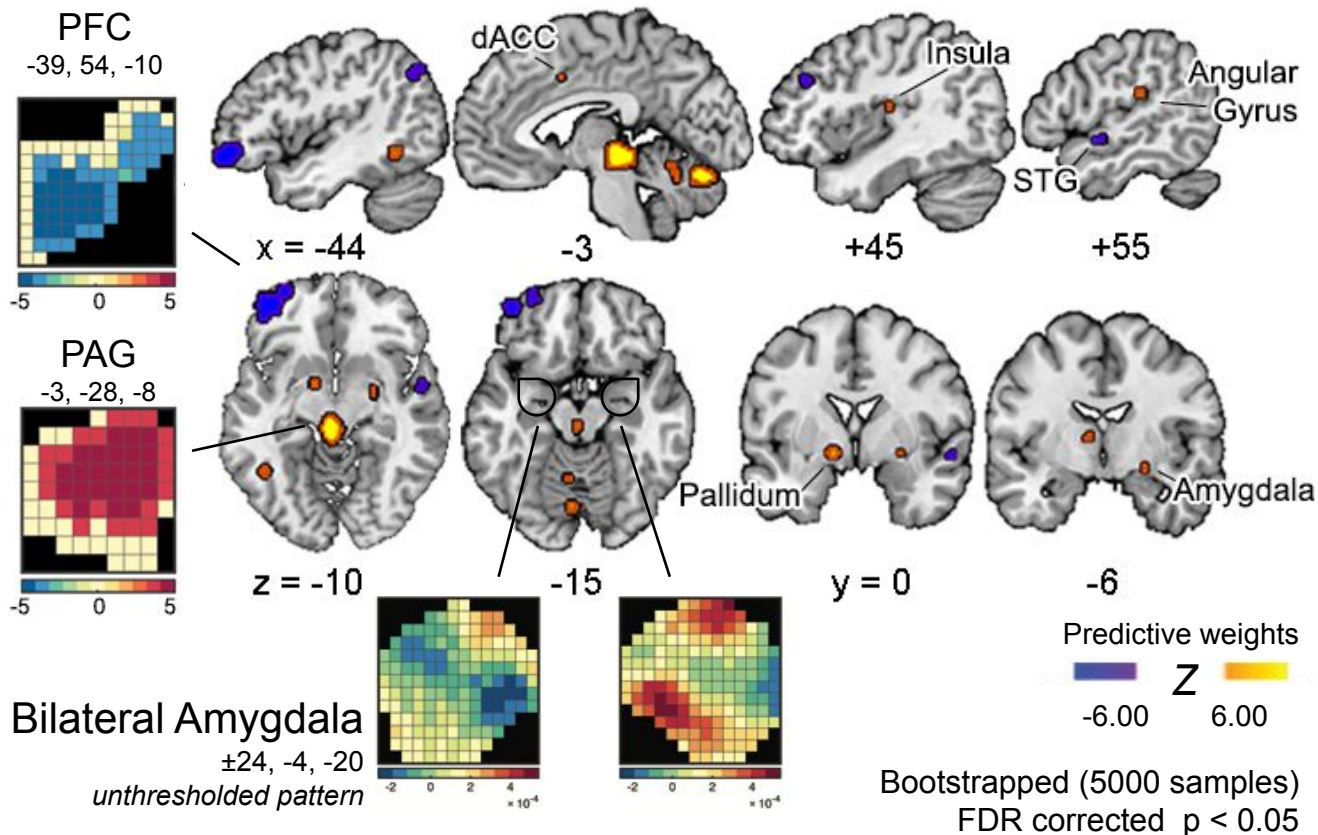 PFC
-39, 54, -10
-5 0 5
dACC
Insula
Angular
Gyrus
STG
x = -44
-3
+45
+55
PAG
-3, -28, -8
-5 0 5
Pallidum
Amygdala
z = -10
-15
y = 0
-6
Bilateral Amygdala
±24, -4, -20
unthresholded pattern
-2 0 2 4
× 10⁻⁴
-2 0 2 4
× 10⁻⁴
Predictive weights
Z
-6.00 6.00
Bootstrapped (5000 samples)
FDR corrected p < 0.05